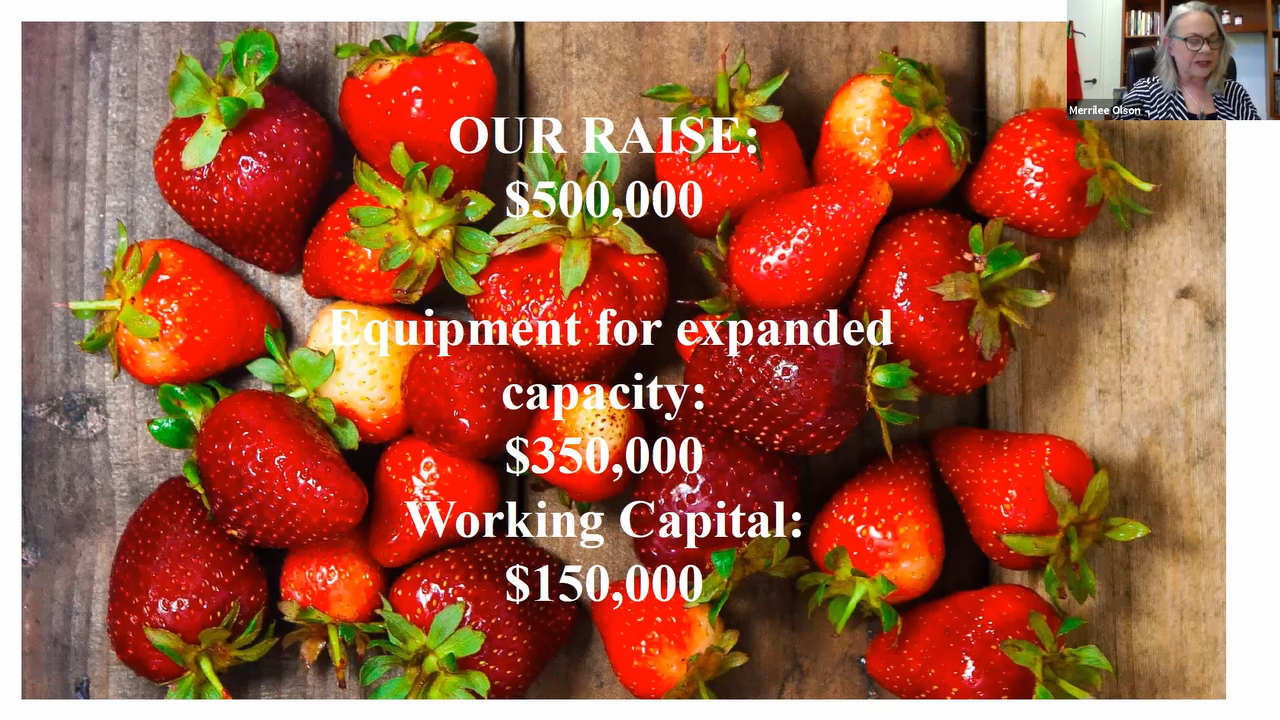 OUR RAISE:
$500,000
Equipment for expanded
capacity:
$350,000
Working Capital:
$150,000
Merrilee Olson